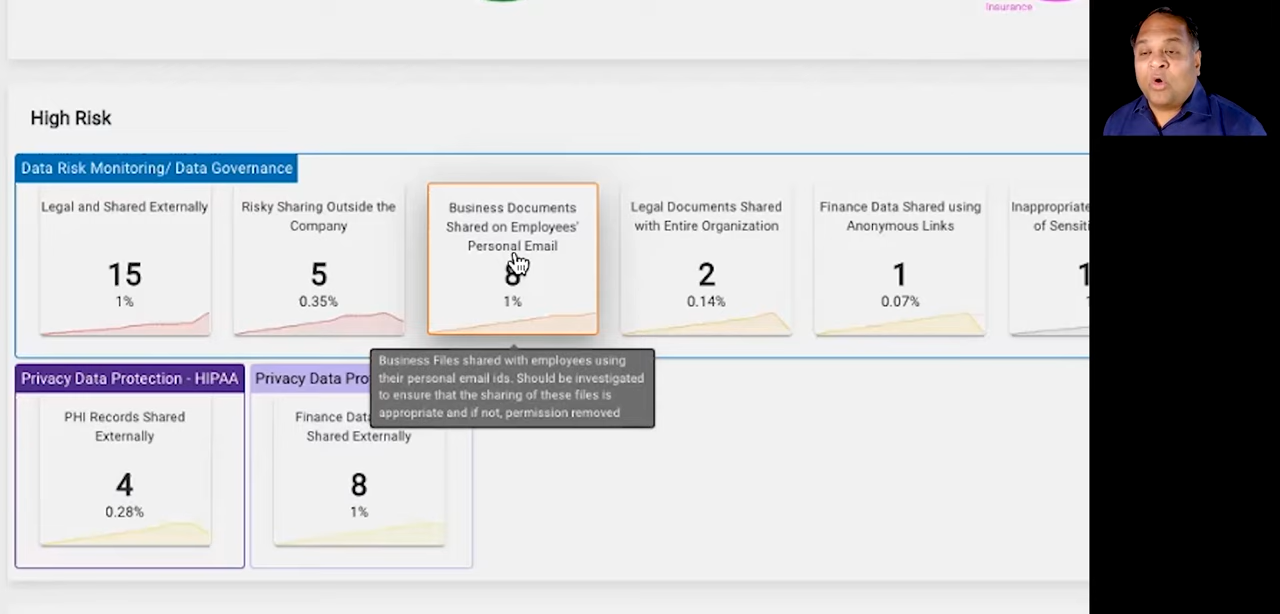 Insurance
High Risk
Data Risk Monitoring/ Data Governance
Legal and Shared Externally
15
1%
Risky Sharing Outside the
Company
5
0.35%
Business Documents
Shared on Employees'
Personal Email
8
1%
Legal Documents Shared
with Entire Organization
2
0.14%
Finance Data Shared using
Anonymous Links
1
0.07%
Inappropriate
of Sensiti
1
Business Files shared with employees using
their personal email ids. Should be investigated
to ensure that the sharing of these files is
appropriate and if not, permission removed
Privacy Data Protection - HIPAA
PHI Records Shared
Externally
4
0.28%
Privacy Data Pro
Finance Dat
Shared Externally
8
1%